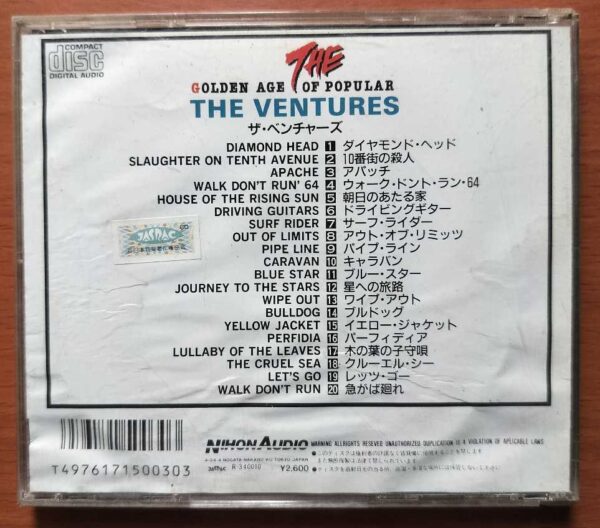 COMPACT
disc
DIGITAL AUDIO
THE
GOLDEN AGE OF POPULAR
THE VENTURES
ザ・ベンチャーズ
DIAMOND HEAD 1 ダイヤモンド・ヘッド
SLAUGHTER ON TENTH AVENUE 2 10番街の殺人
APACHE 3 アパッチ
WALK DON'T RUN' 64 4 ウォーク・ドント・ラン・64
HOUSE OF THE RISING SUN 5 朝日のあたる家
DRIVING GUITARS 6 ドライビングギター
SURF RIDER 7 サーフ・ライダー
OUT OF LIMITS 8 アウト・オブ・リミッツ
PIPE LINE 9 パイプ・ライン
CARAVAN 10 キャラバン
BLUE STAR 11 ブルー・スター
JOURNEY TO THE STARS 12 星への旅路
WIPE OUT 13 ワイプ・アウト
BULLDOG 14 ブルドッグ
YELLOW JACKET 15 イエロー・ジャケット
PERFIDIA 16 パーフィディア
LULLABY OF THE LEAVES 17 木の葉の子守唄
THE CRUEL SEA 18 クルーエル・シー
LET'S GO 19 レッツ・ゴー
WALK DON'T RUN 20 急がば廻れ
JASRAC
T4976171500303
NIHON AUDIO
4-24-4 NOGATA NAKANO-KU TOKYO JAPAN
JASRAC R-340010 ¥2,600
WARNING ALLRIGHTS RESEVED UNAUTHORIZED DUPLICATION IS A VIOLATION OF APLICABLE LAWS